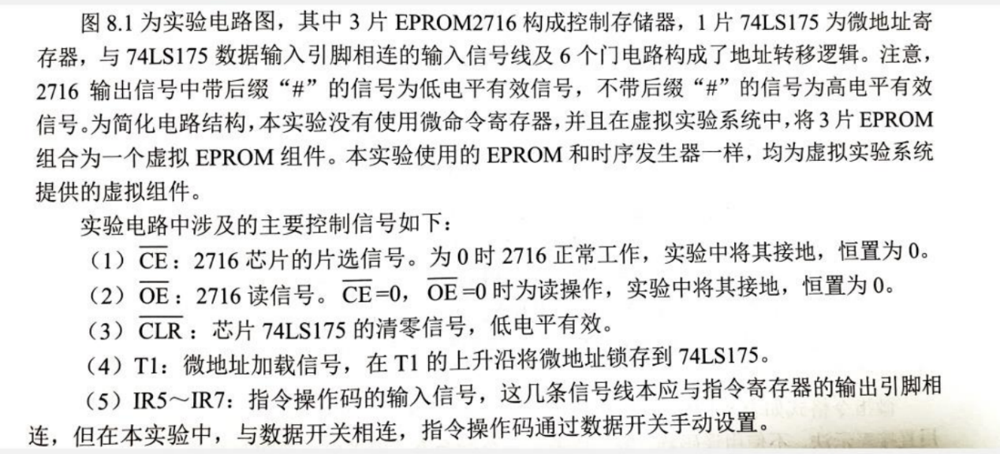 图 8.1 为实验电路图，其中 3 片 EPROM2716 构成控制存储器，1 片 74LS175 为微地址寄
存器，与 74LS175 数据输入引脚相连的输入信号线及 6 个门电路构成了地址转移逻辑。注意，
2716 输出信号中带后缀“#”的信号为低电平有效信号，不带后缀“#”的信号为高电平有效
信号。为简化电路结构，本实验没有使用微命令寄存器，并且在虚拟实验系统中，将 3 片 EPROM
组合为一个虚拟 EPROM 组件。本实验使用的 EPROM 和时序发生器一样，均为虚拟实验系统
提供的虚拟组件。
实验电路中涉及的主要控制信号如下：
（1）C̅E̅：2716 芯片的片选信号。为 0 时 2716 正常工作，实验中将其接地，恒置为 0。
（2）O̅E̅：2716 读信号。C̅E̅=0，O̅E̅=0 时为读操作，实验中将其接地，恒置为 0。
（3）C̅L̅R̅：芯片 74LS175 的清零信号，低电平有效。
（4）T1：微地址加载信号，在 T1 的上升沿将微地址锁存到 74LS175。
（5）IR5～IR7：指令操作码的输入信号，这几条信号线本应与指令寄存器的输出引脚相
连，但在本实验中，与数据开关相连，指令操作码通过数据开关手动设置。